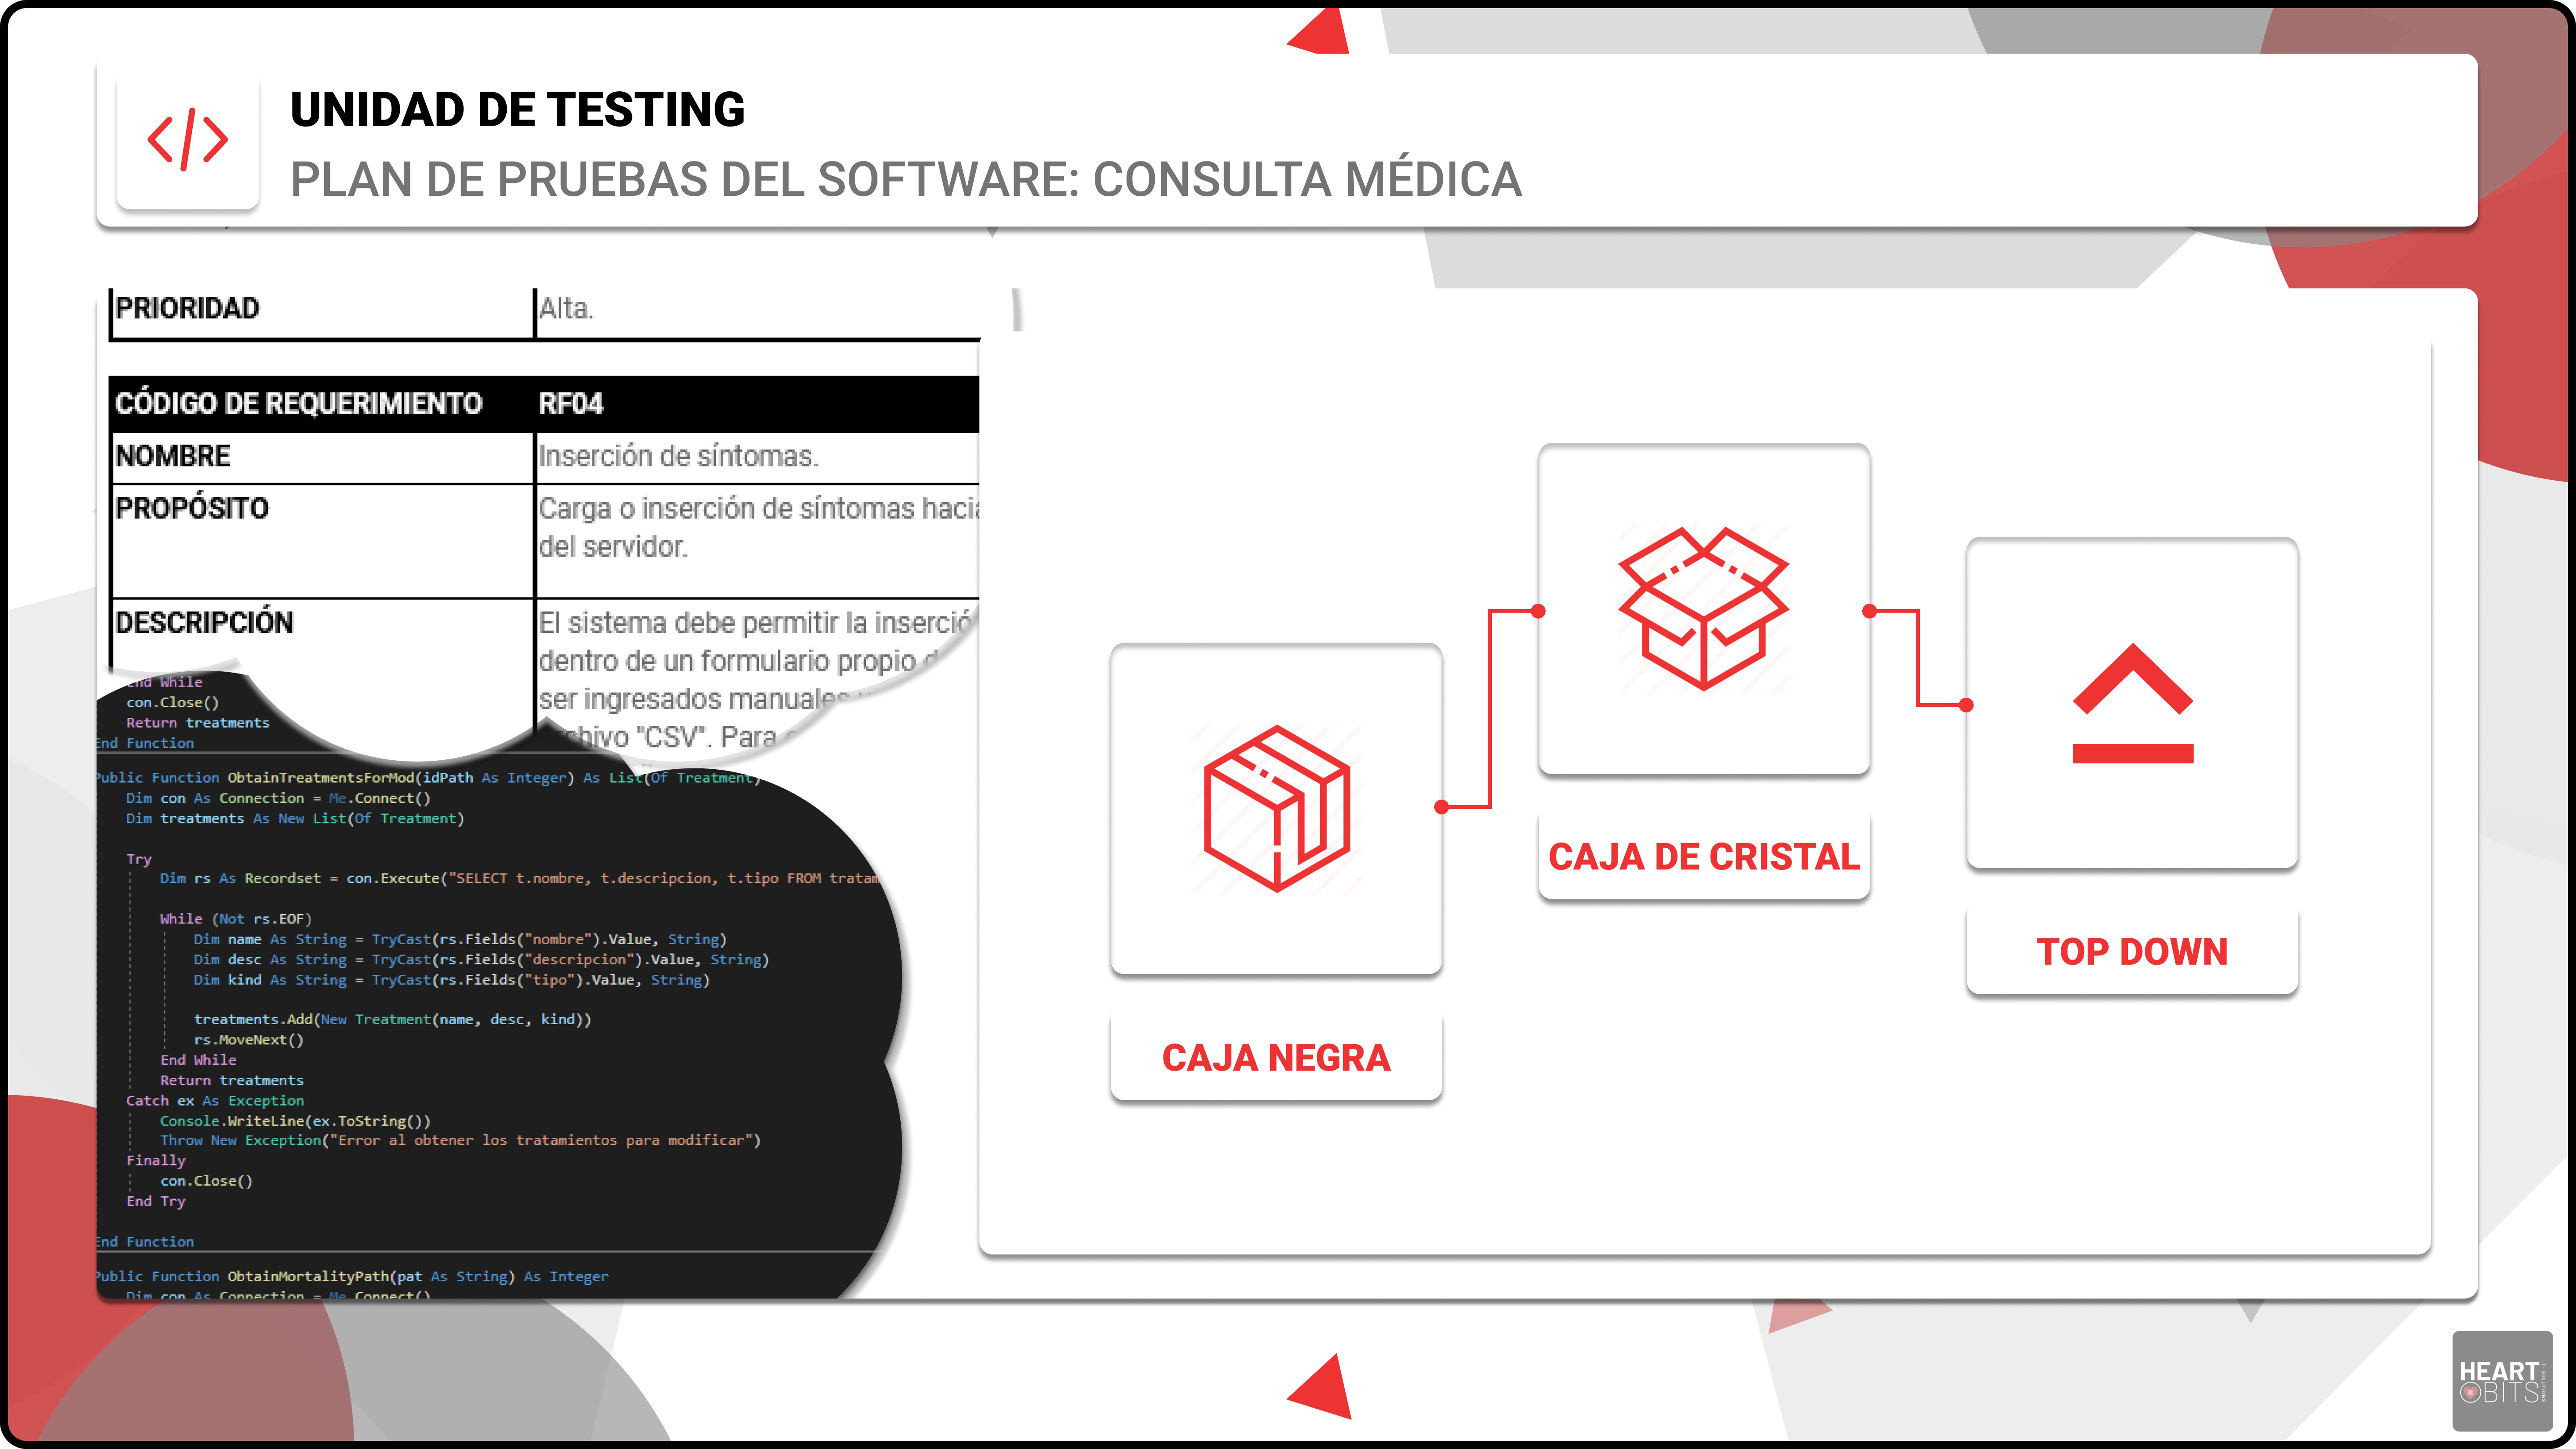 UNIDAD DE TESTING
PLAN DE PRUEBAS DEL SOFTWARE: CONSULTA MÉDICA
PRIORIDAD Alta.
CÓDIGO DE REQUERIMIENTO RF04
NOMBRE Inserción de síntomas.
PROPÓSITO Carga o inserción de síntomas hacia
del servidor.
DESCRIPCIÓN El sistema debe permitir la inserció
dentro de un formulario propio
ser ingresados manuales
"CSV". Para
End While
con.Close()
Return treatments
End Function
Public Function ObtainTreatmentsForMod(idPath As Integer) As List(Of Treatment)
Dim con As Connection = Me.Connect()
Dim treatments As New List(Of Treatment)
Try
Dim rs As Recordset = con.Execute("SELECT t.nombre, t.descripcion, t.tipo FROM tratam
While (Not rs.EOF)
Dim name As String = TryCast(rs.Fields("nombre").Value, String)
Dim desc As String = TryCast(rs.Fields("descripcion").Value, String)
Dim kind As String = TryCast(rs.Fields("tipo").Value, String)
treatments.Add(New Treatment(name, desc, kind))
rs.MoveNext()
End While
Return treatments
Catch ex As Exception
Console.WriteLine(ex.ToString())
Throw New Exception("Error al obtener los tratamientos para modificar")
Finally
con.Close()
End Try
End Function
Public Function ObtainMortalityPath(pat As String) As Integer
Dim con As Connection = Me.Connect()
CAJA NEGRA
CAJA DE CRISTAL
TOP DOWN
HEART
BITS